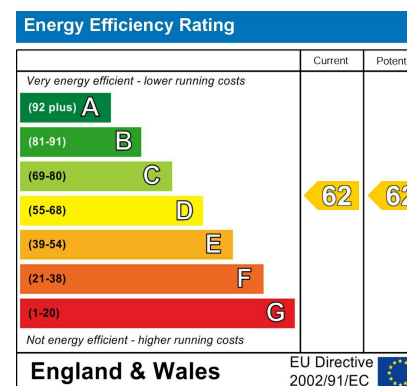 Energy Efficiency Rating
Current Potent
Very energy efficient - lower running costs
(92 plus) A
(81-91) B
(69-80) C
(55-68) D
62 62
(39-54) E
(21-38) F
(1-20) G
Not energy efficient - higher running costs
England & Wales
EU Directive
2002/91/EC